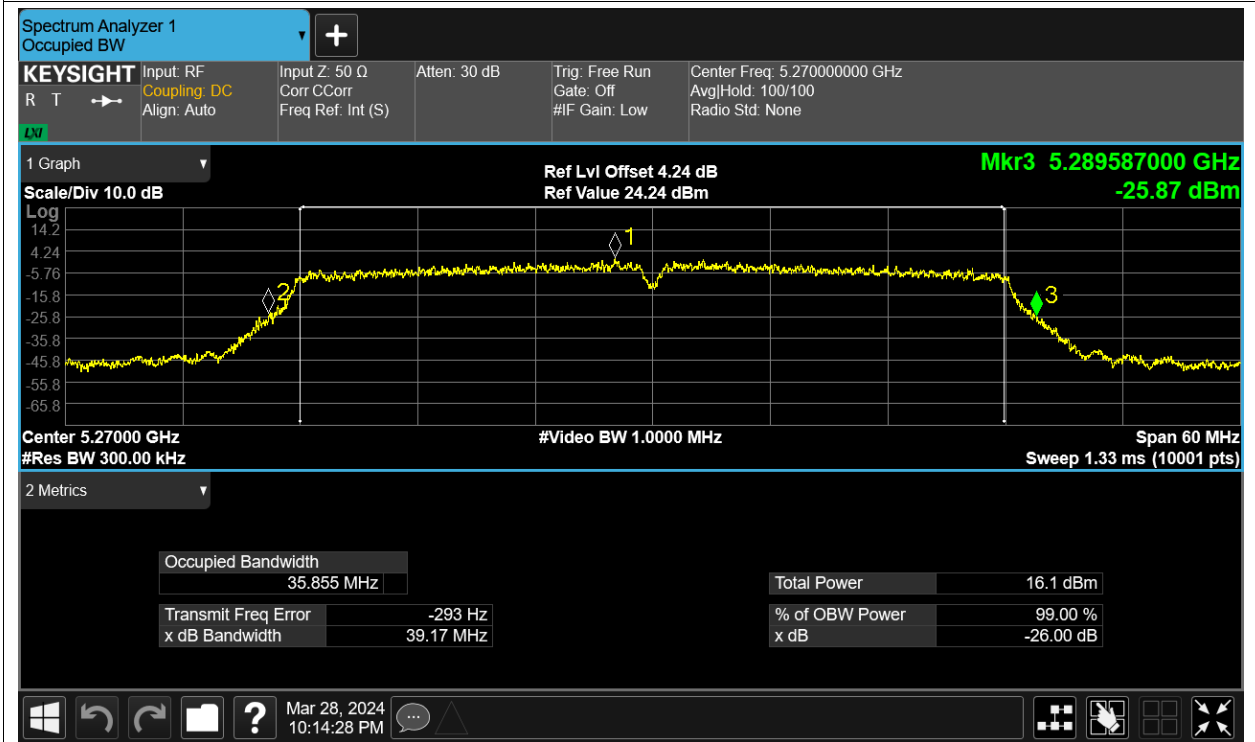 Spectrum Analyzer 1
Occupied BW
KEYSIGHT
R T
LXI
Input: RF
Coupling: DC
Align: Auto
Input Z: 50 Ω
Corr CCorr
Freq Ref: Int (S)
Atten: 30 dB
Trig: Free Run
Gate: Off
#IF Gain: Low
Center Freq: 5.270000000 GHz
Avg|Hold: 100/100
Radio Std: None
1 Graph
Scale/Div 10.0 dB
Ref Lvl Offset 4.24 dB
Ref Value 24.24 dBm
Mkr3 5.289587000 GHz
-25.87 dBm
Log
14.2
4.24
-5.76
-15.8
-25.8
-35.8
-45.8
-55.8
-65.8
1
2
3
Center 5.27000 GHz
#Video BW 1.0000 MHz
Span 60 MHz
#Res BW 300.00 kHz
Sweep 1.33 ms (10001 pts)
2 Metrics
Occupied Bandwidth
35.855 MHz
Total Power 16.1 dBm
Transmit Freq Error -293 Hz
% of OBW Power 99.00 %
x dB Bandwidth 39.17 MHz
x dB -26.00 dB
?
Mar 28, 2024
10:14:28 PM